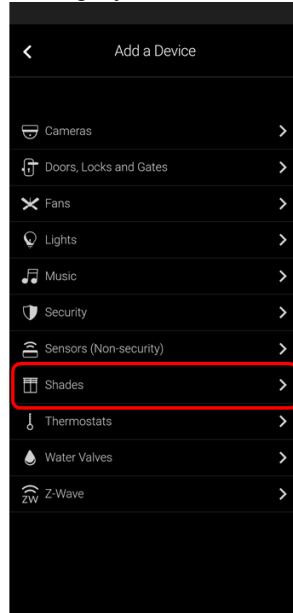 Add a Device
Cameras
Doors, Locks and Gates
Fans
Lights
Music
Security
Sensors (Non-security)
Shades
Thermostats
Water Valves
ZW Z-Wave